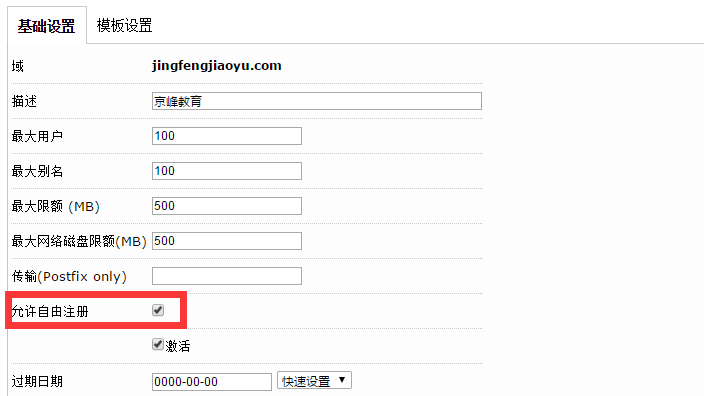 基础设置 模板设置
域 jingfengjiaoyu.com
描述 京峰教育
最大用户 100
最大别名 100
最大限额 (MB) 500
最大网络磁盘限额(MB) 500
传输(Postfix only)
允许自由注册
激活
过期日期 0000-00-00 快速设置